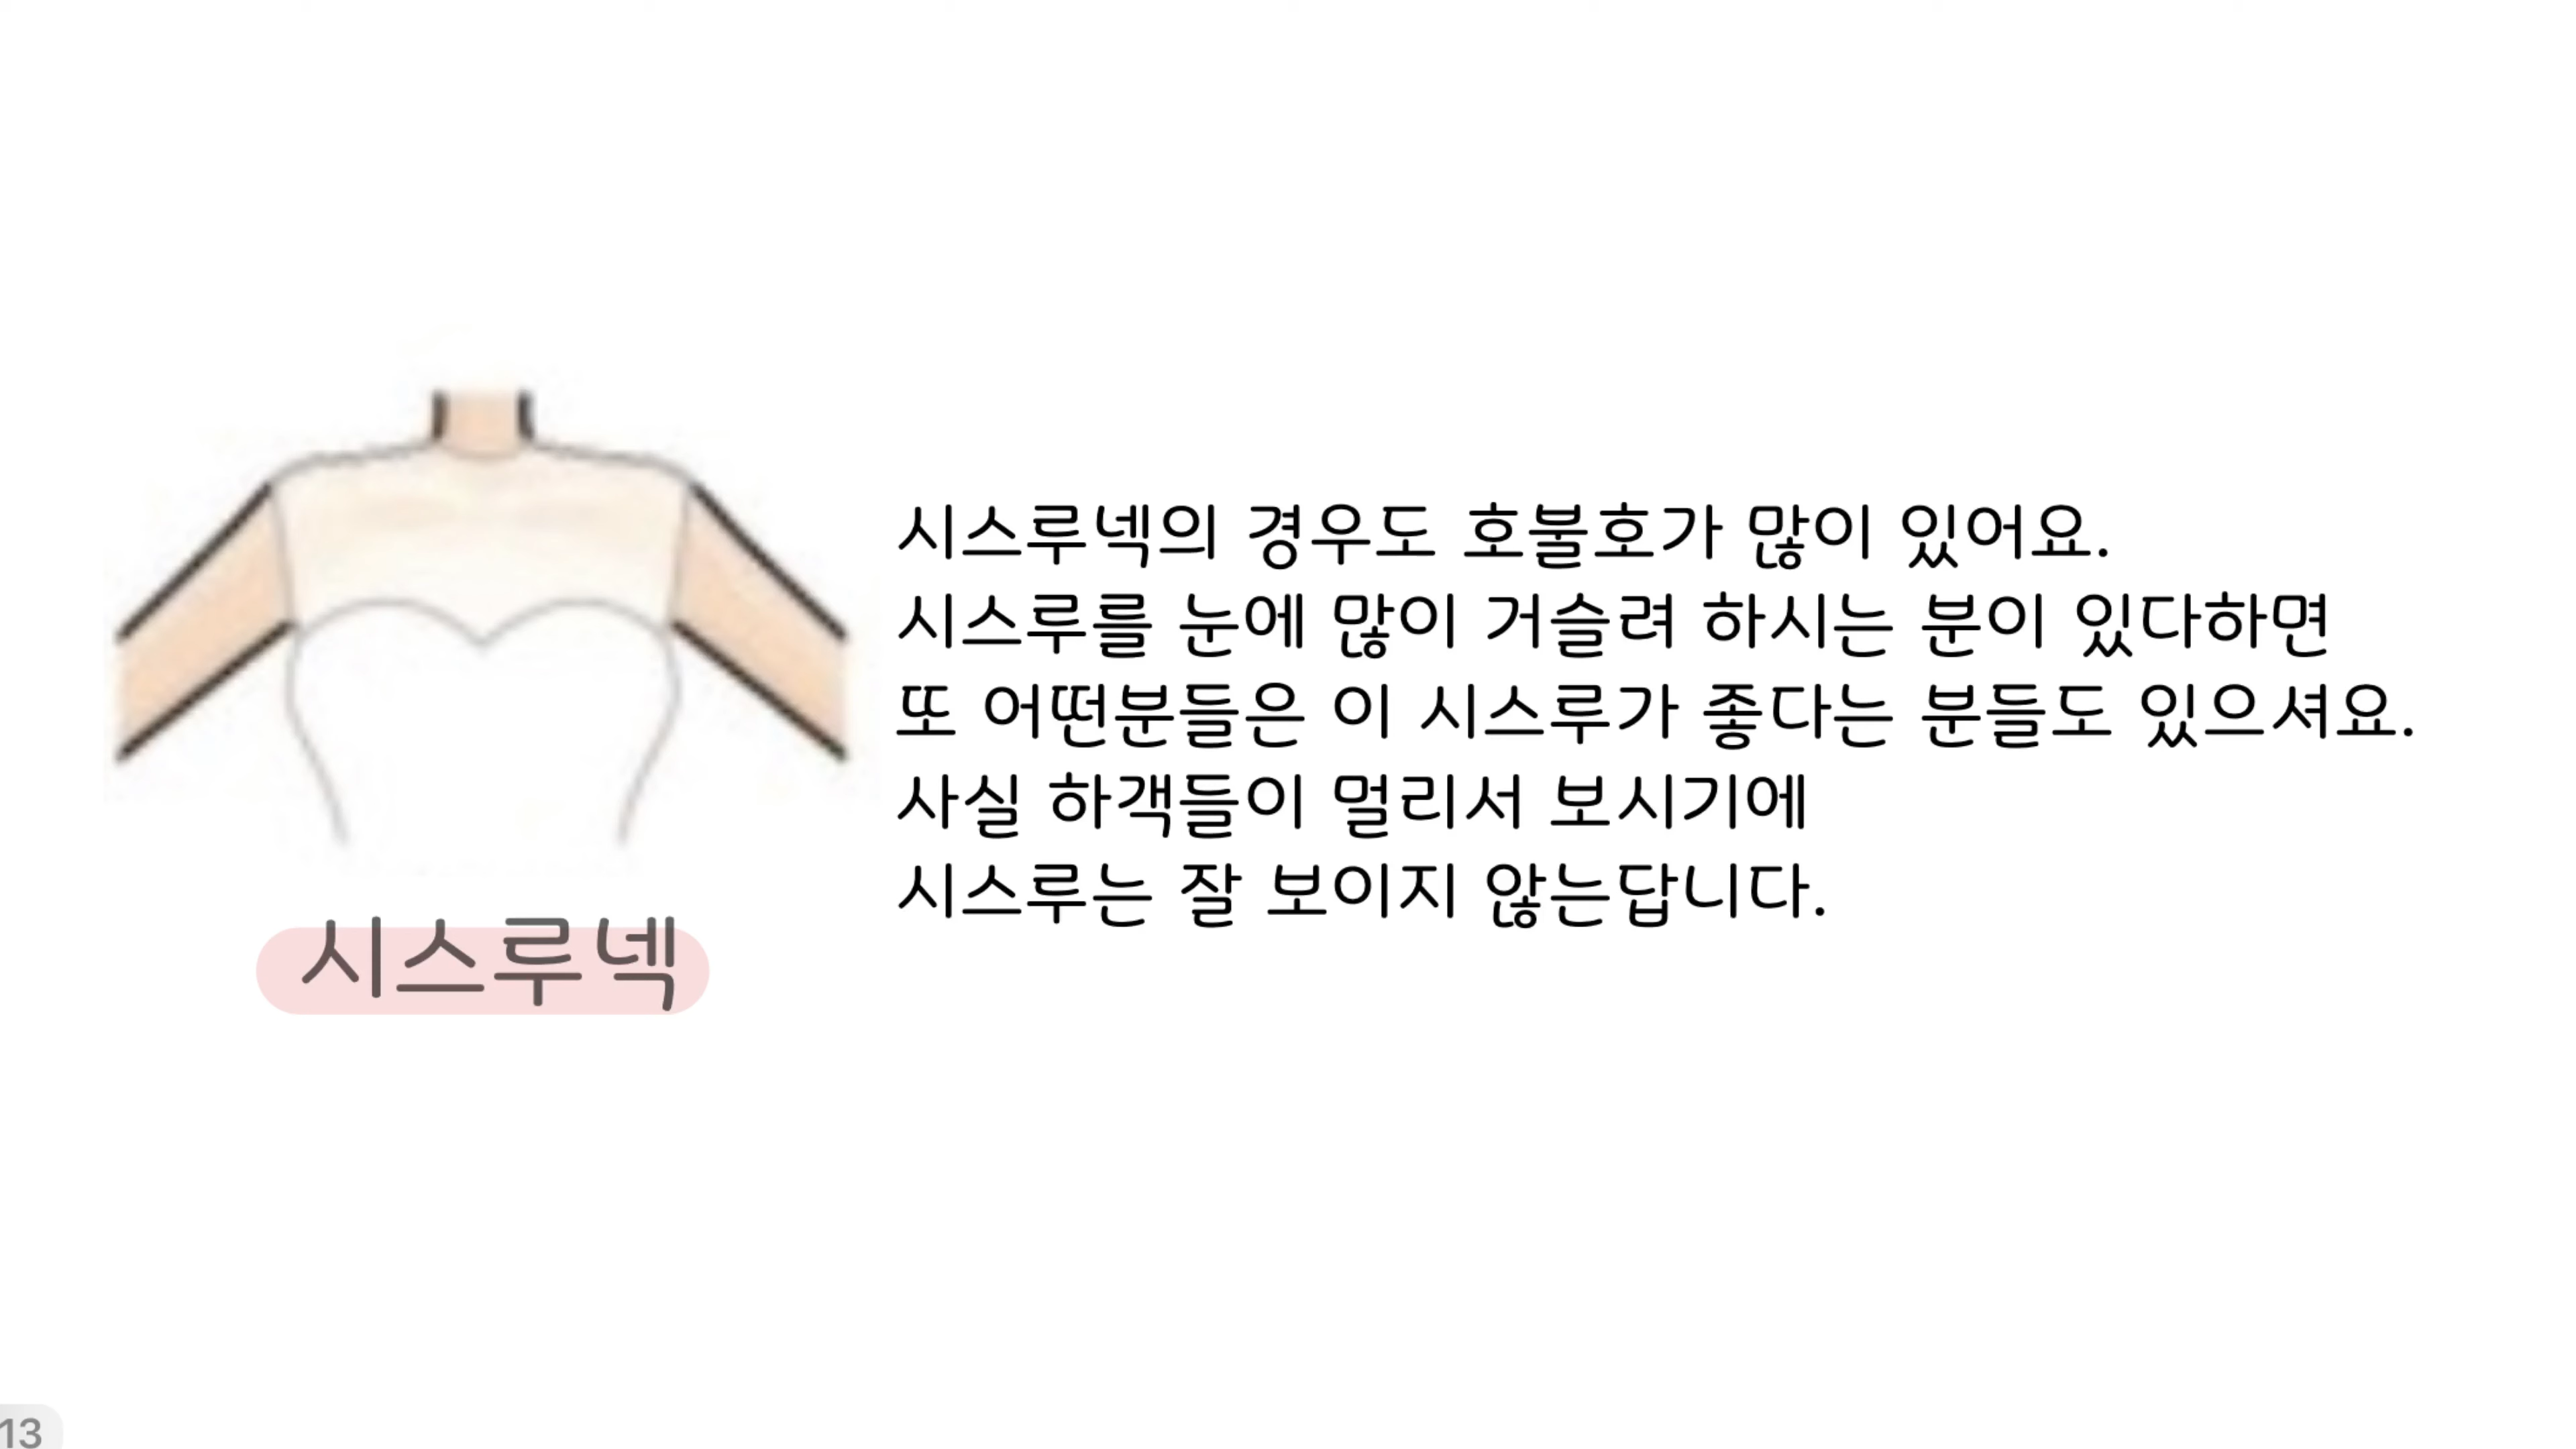 시스루넥의 경우도 호불호가 많이 있어요.
시스루를 눈에 많이 거슬려 하시는 분이 있다하면
또 어떤분들은 이 시스루가 좋다는 분들도 있으셔요.
사실 하객들이 멀리서 보시기에
시스루는 잘 보이지 않는답니다.
시스루넥
13